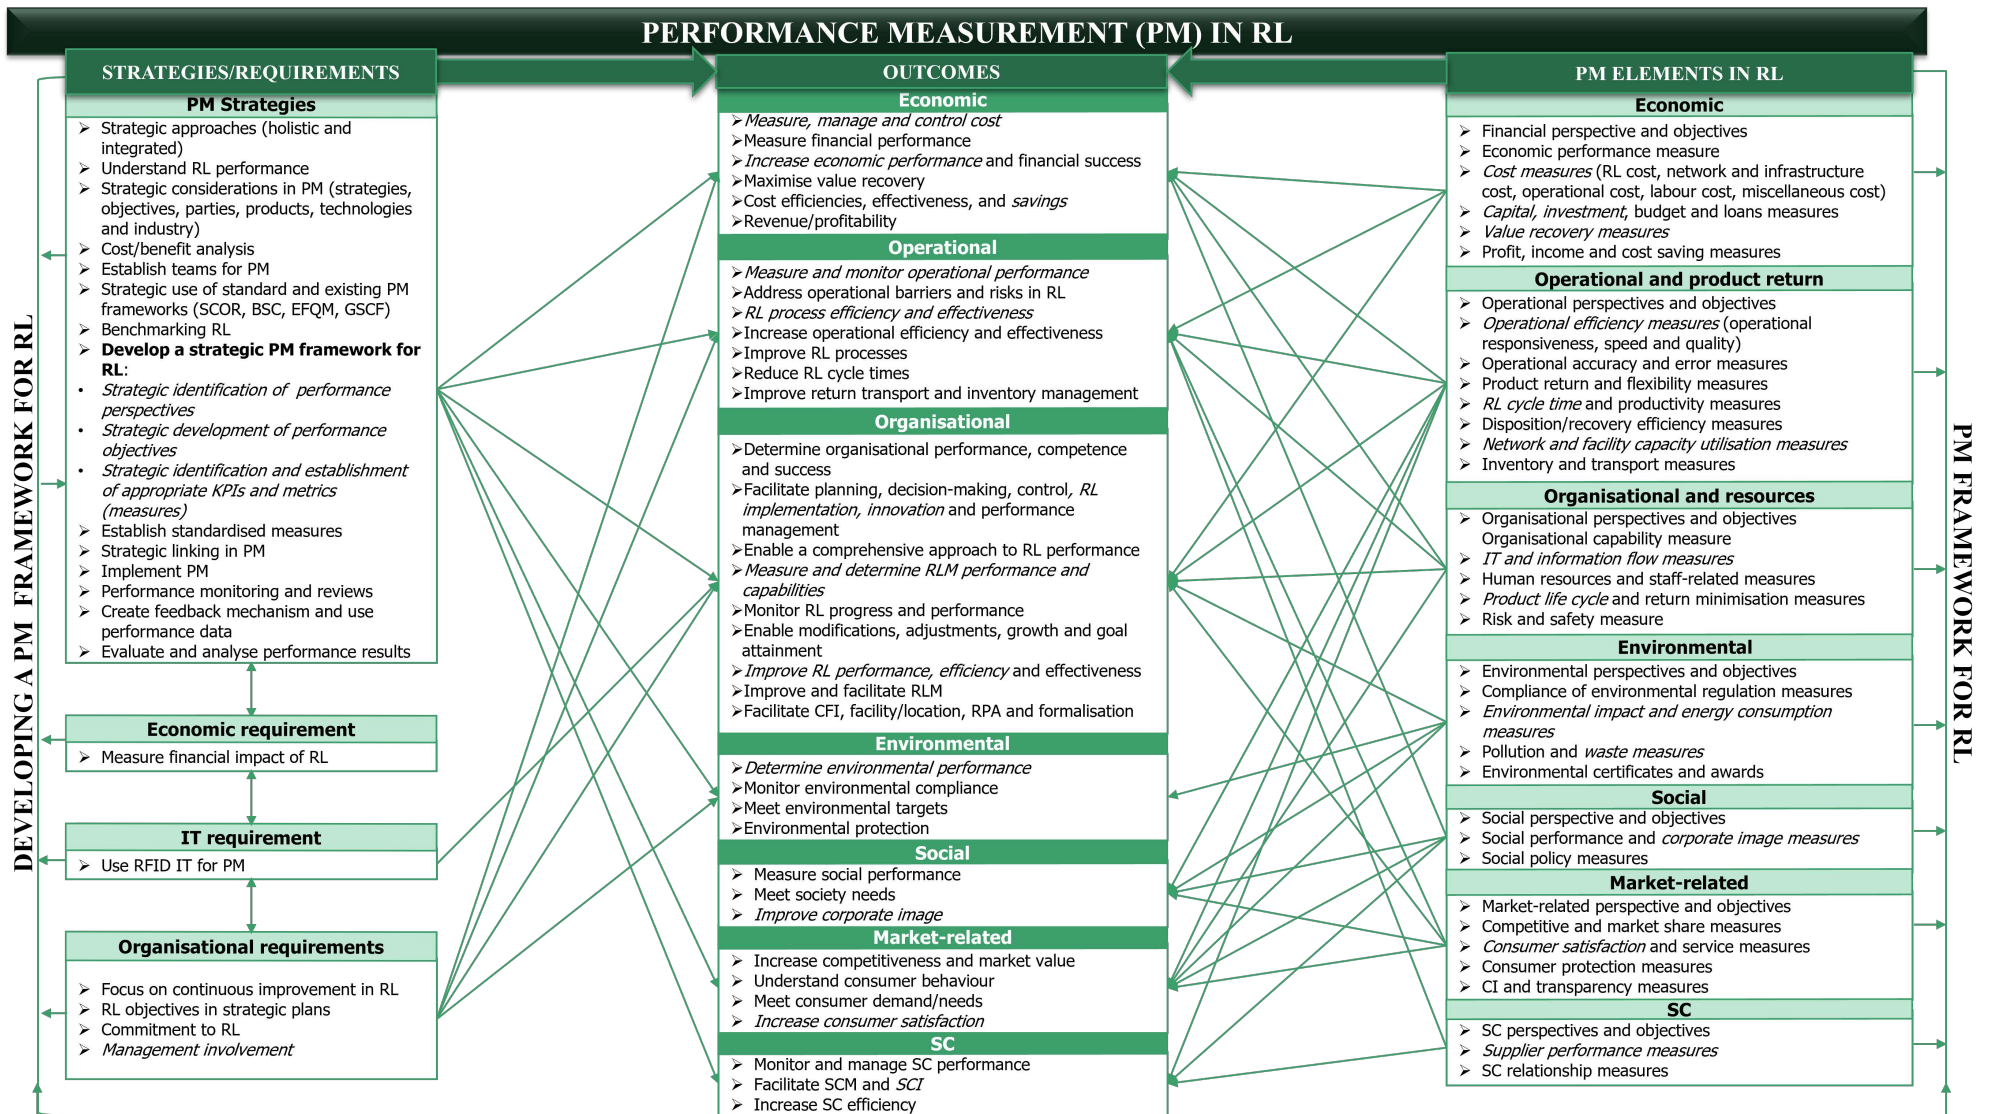 PERFORMANCE MEASUREMENT (PM) IN RL
DEVELOPING A PM FRAMEWORK FOR RL
STRATEGIES/REQUIREMENTS
PM Strategies
➢ Strategic approaches (holistic and
integrated)
➢ Understand RL performance
➢ Strategic considerations in PM (strategies,
objectives, parties, products, technologies
and industry)
➢ Cost/benefit analysis
➢ Establish teams for PM
➢ Strategic use of standard and existing PM
frameworks (SCOR, BSC, EFQM, GSCF)
➢ Benchmarking RL
➢ Develop a strategic PM framework for
RL:
• Strategic identification of performance
perspectives
• Strategic development of performance
objectives
• Strategic identification and establishment
of appropriate KPIs and metrics
(measures)
➢ Establish standardised measures
➢ Strategic linking in PM
➢ Implement PM
➢ Performance monitoring and reviews
➢ Create feedback mechanism and use
performance data
➢ Evaluate and analyse performance results
Economic requirement
➢ Measure financial impact of RL
IT requirement
➢ Use RFID IT for PM
Organisational requirements
➢ Focus on continuous improvement in RL
➢ RL objectives in strategic plans
➢ Commitment to RL
➢ Management involvement
OUTCOMES
Economic
➢Measure, manage and control cost
➢Measure financial performance
➢Increase economic performance and financial success
➢Maximise value recovery
➢Cost efficiencies, effectiveness, and savings
➢Revenue/profitability
Operational
➢Measure and monitor operational performance
➢Address operational barriers and risks in RL
➢RL process efficiency and effectiveness
➢Increase operational efficiency and effectiveness
➢Improve RL processes
➢Reduce RL cycle times
➢Improve return transport and inventory management
Organisational
➢Determine organisational performance, competence
and success
➢Facilitate planning, decision-making, control, RL
implementation, innovation and performance
management
➢Enable a comprehensive approach to RL performance
➢Measure and determine RLM performance and
capabilities
➢Monitor RL progress and performance
➢Enable modifications, adjustments, growth and goal
attainment
➢Improve RL performance, efficiency and effectiveness
➢Improve and facilitate RLM
➢Facilitate CFI, facility/location, RPA and formalisation
Environmental
➢Determine environmental performance
➢Monitor environmental compliance
➢Meet environmental targets
➢Environmental protection
Social
➢ Measure social performance
➢ Meet society needs
➢ Improve corporate image
Market-related
➢ Increase competitiveness and market value
➢ Understand consumer behaviour
➢ Meet consumer demand/needs
➢ Increase consumer satisfaction
SC
➢ Monitor and manage SC performance
➢ Facilitate SCM and SCI
➢ Increase SC efficiency
PM ELEMENTS IN RL
Economic
➢ Financial perspective and objectives
➢ Economic performance measure
➢ Cost measures (RL cost, network and infrastructure
cost, operational cost, labour cost, miscellaneous cost)
➢ Capital, investment, budget and loans measures
➢ Value recovery measures
➢ Profit, income and cost saving measures
Operational and product return
➢ Operational perspectives and objectives
➢ Operational efficiency measures (operational
responsiveness, speed and quality)
➢ Operational accuracy and error measures
➢ Product return and flexibility measures
➢ RL cycle time and productivity measures
➢ Disposition/recovery efficiency measures
➢ Network and facility capacity utilisation measures
➢ Inventory and transport measures
Organisational and resources
➢ Organisational perspectives and objectives
Organisational capability measure
➢ IT and information flow measures
➢ Human resources and staff-related measures
➢ Product life cycle and return minimisation measures
➢ Risk and safety measure
Environmental
➢ Environmental perspectives and objectives
➢ Compliance of environmental regulation measures
➢ Environmental impact and energy consumption
measures
➢ Pollution and waste measures
➢ Environmental certificates and awards
Social
➢ Social perspective and objectives
➢ Social performance and corporate image measures
➢ Social policy measures
Market-related
➢ Market-related perspective and objectives
➢ Competitive and market share measures
➢ Consumer satisfaction and service measures
➢ Consumer protection measures
➢ CI and transparency measures
SC
➢ SC perspectives and objectives
➢ Supplier performance measures
➢ SC relationship measures
PM FRAMEWORK FOR RL